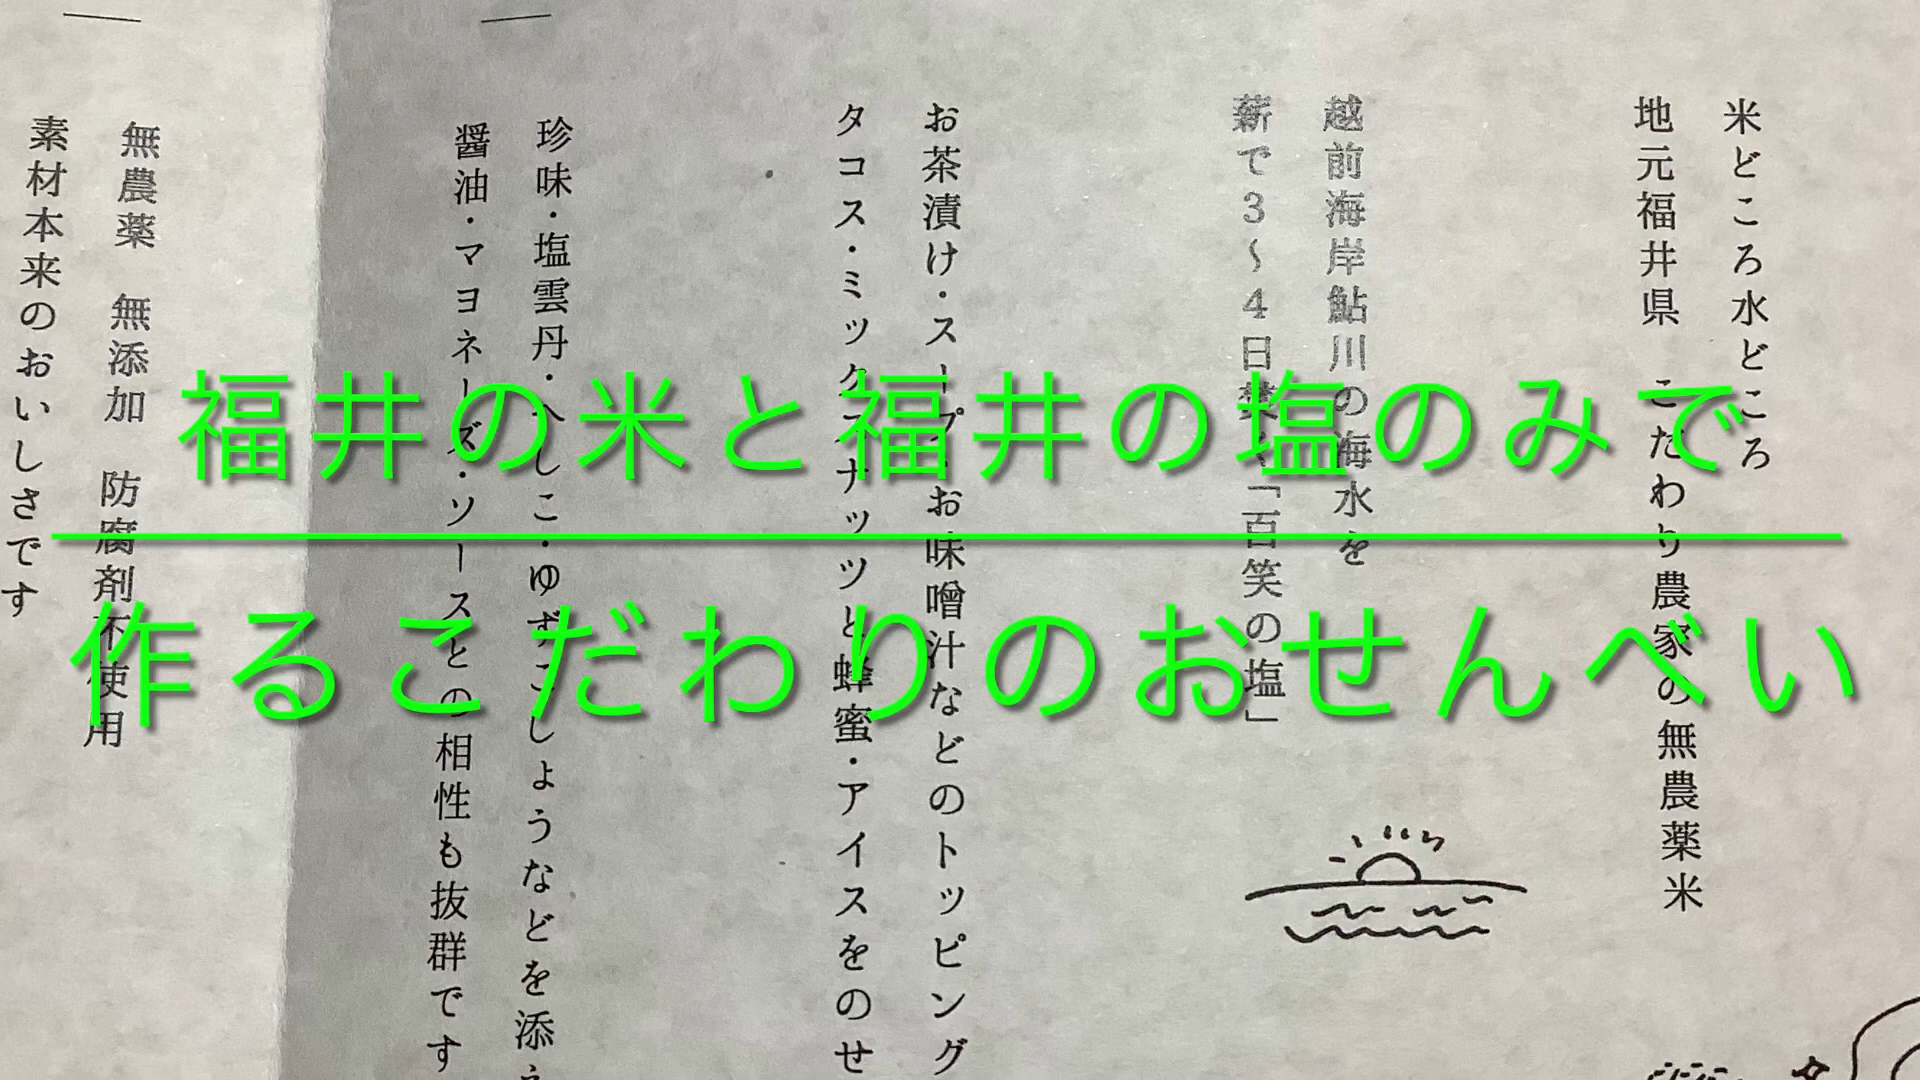 福井の米と福井の塩のみで
作るこだわりのおせんべい
米どころ水どころ
地元福井県 こだわり農家の無農薬米
越前海岸鮎川の海水を
薪で3〜4日焚く「百笑の塩」
お茶漬け・スープ・お味噌汁などのトッピング
タコス・ミックスナッツと蜂蜜・アイスをのせ
珍味・塩雲丹・へしこ・ゆずこしょうなどを添え
醤油・マヨネーズ・ソースとの相性も抜群です
無農薬 無添加 防腐剤不使用
素材本来のおいしさです